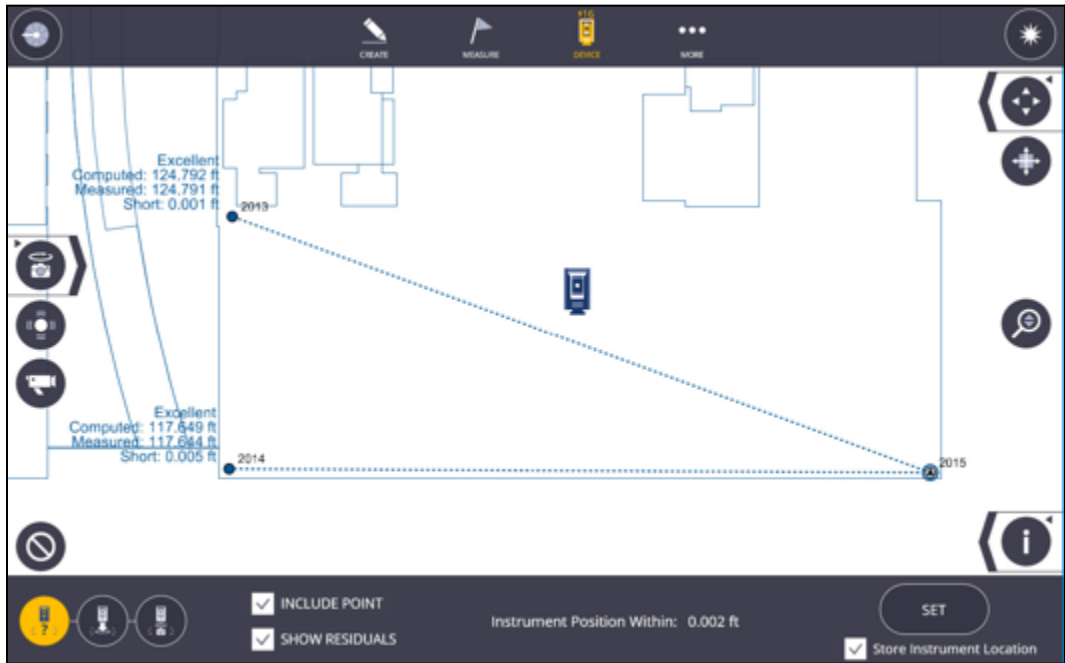 #16
CREATE
MEASURE
DEVICE
MORE
Excellent
Computed: 124.792 ft
Measured: 124.791 ft
Short: 0.001 ft
2013
Excellent
Computed: 117.649 ft
Measured: 117.644 ft
Short: 0.005 ft
2014
2015
i
?
INCLUDE POINT
SHOW RESIDUALS
Instrument Position Within: 0.002 ft
SET
Store Instrument Location